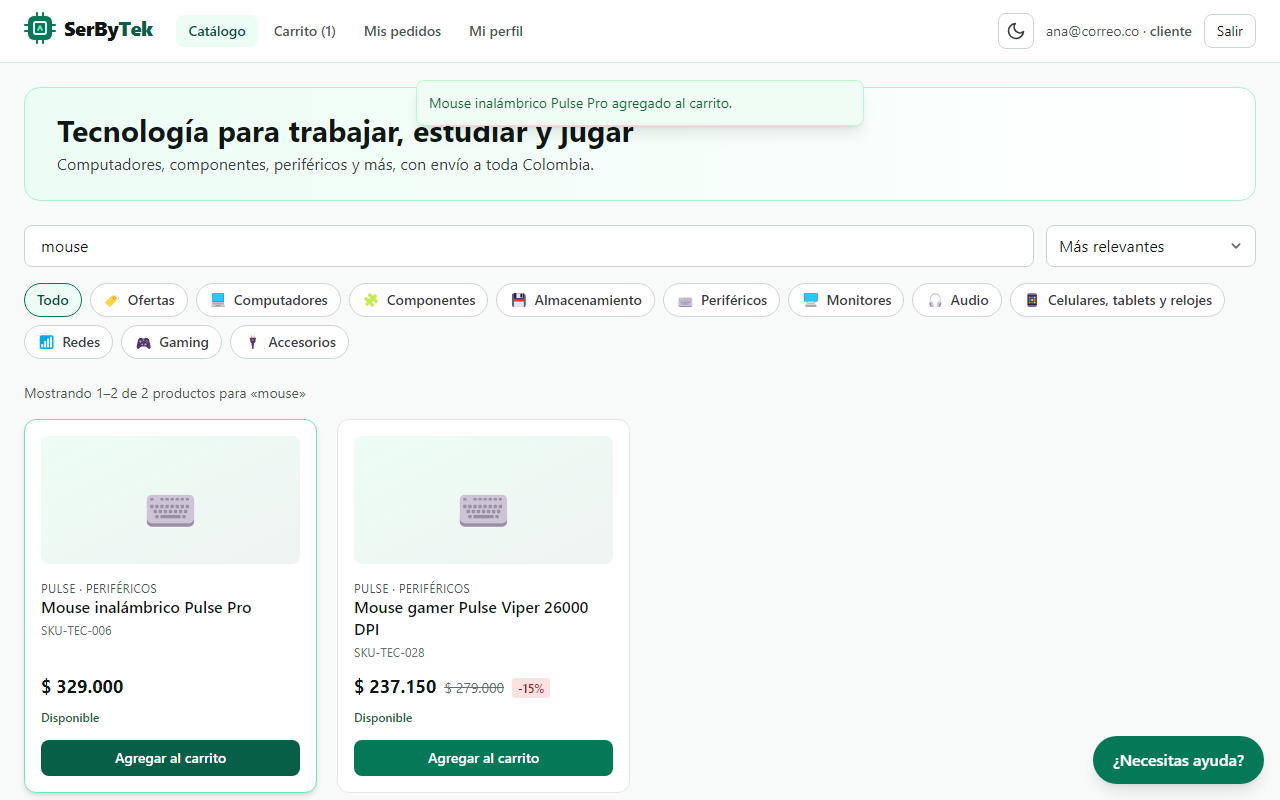 SerByTek
Catálogo
Carrito (1)
Mis pedidos
Mi perfil
ana@correo.co · cliente
Salir
Mouse inalámbrico Pulse Pro agregado al carrito.
Tecnología para trabajar, estudiar y jugar
Computadores, componentes, periféricos y más, con envío a toda Colombia.
mouse
Más relevantes
Todo
Ofertas
Computadores
Componentes
Almacenamiento
Periféricos
Monitores
Audio
Celulares, tablets y relojes
Redes
Gaming
Accesorios
Mostrando 1–2 de 2 productos para «mouse»
PULSE · PERIFÉRICOS
Mouse inalámbrico Pulse Pro
SKU-TEC-006
$ 329.000
Disponible
Agregar al carrito
PULSE · PERIFÉRICOS
Mouse gamer Pulse Viper 26000
DPI
SKU-TEC-028
$ 237.150 $ 279.000 -15%
Disponible
Agregar al carrito
¿Necesitas ayuda?